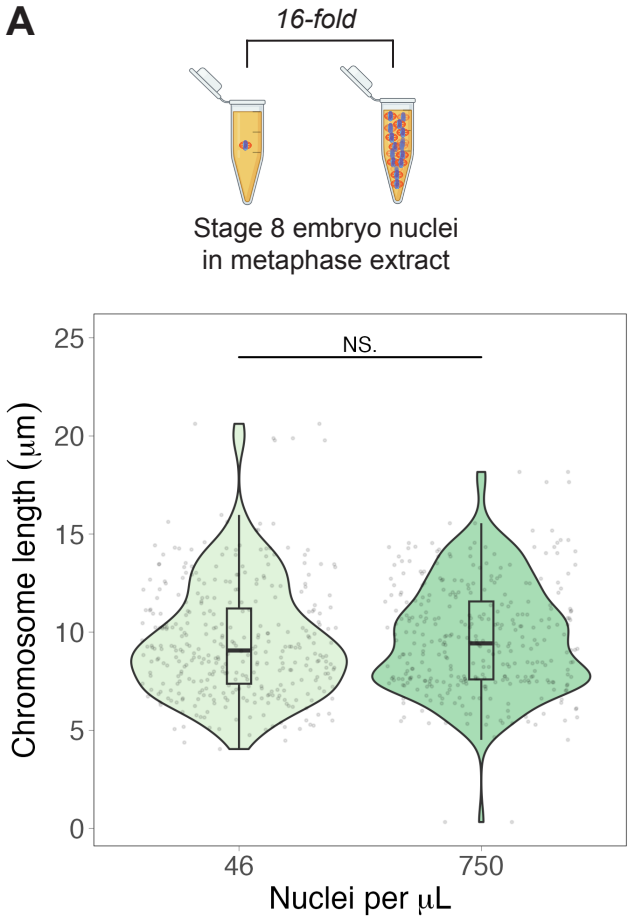 A
16-fold
Stage 8 embryo nuclei
in metaphase extract
25
NS.
20
15
10
5
0
Chromosome length (μm)
46
750
Nuclei per μL